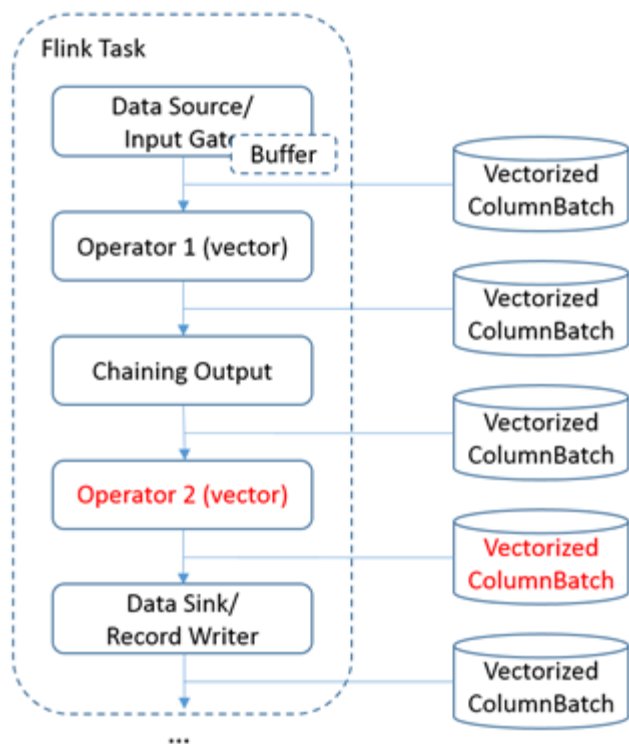 Flink Task
Data Source/
Input Gate
Buffer
Vectorized
ColumnBatch
Operator 1 (vector)
Vectorized
ColumnBatch
Chaining Output
Vectorized
ColumnBatch
Operator 2 (vector)
Vectorized
ColumnBatch
Data Sink/
Record Writer
Vectorized
ColumnBatch
...